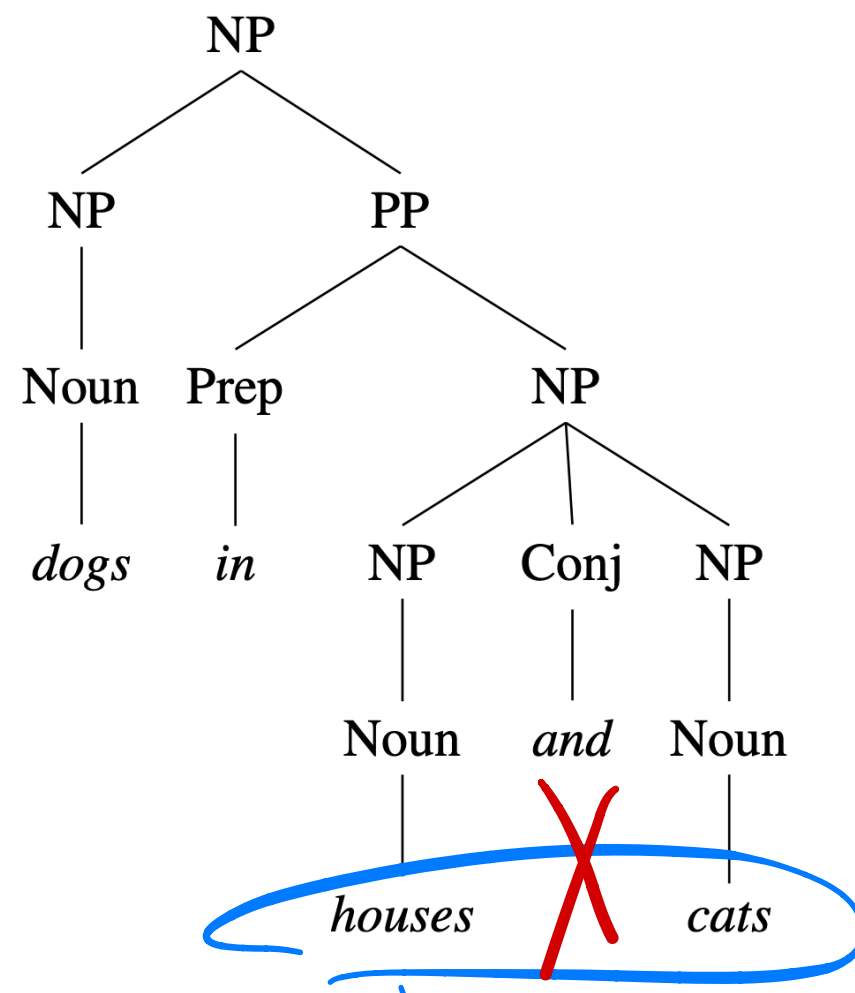 NP
NP PP
Noun Prep NP
dogs in NP Conj NP
Noun and Noun
houses cats